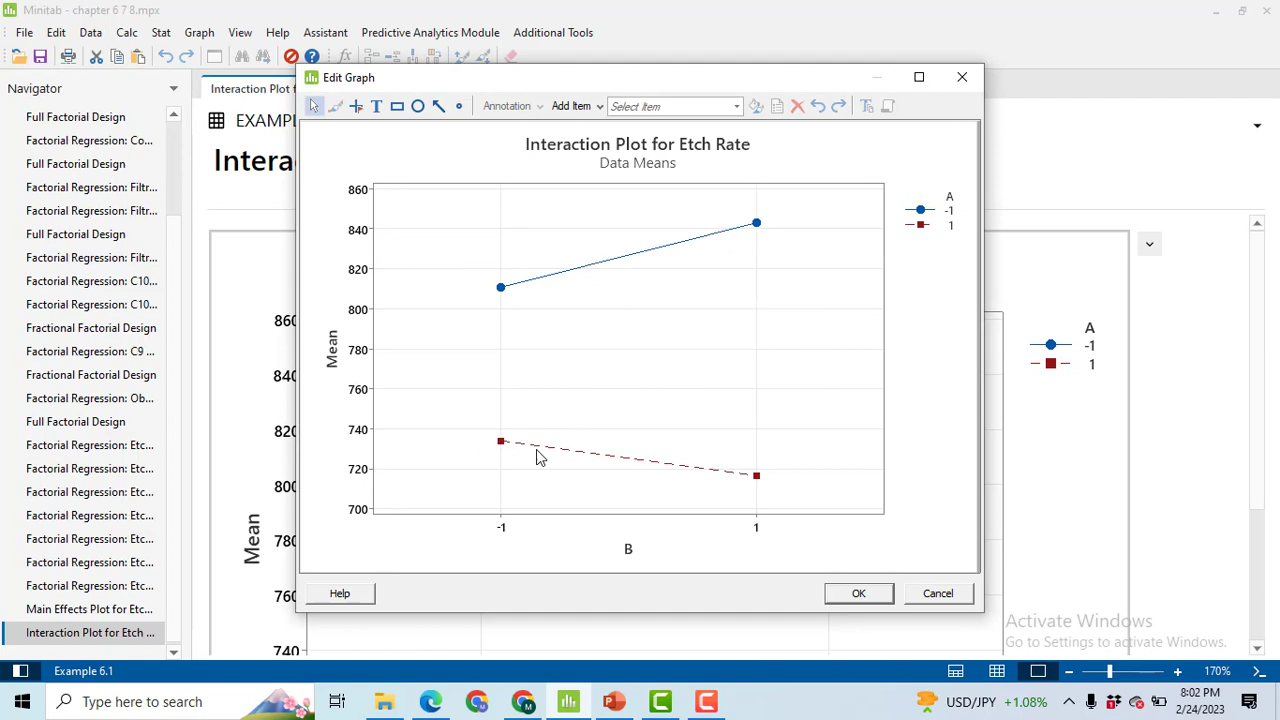 Minitab - chapter 6 7 8.mpx
File Edit Data Calc Stat Graph View Help Assistant Predictive Analytics Module Additional Tools
Navigator
Full Factorial Design
Factorial Regression: Co...
Full Factorial Design
Factorial Regression: Filtr...
Factorial Regression: Filtr...
Full Factorial Design
Factorial Regression: Filtr...
Factorial Regression: C10...
Factorial Regression: C10...
Fractional Factorial Design
Factorial Regression: C9 ...
Fractional Factorial Design
Factorial Regression: Ob...
Full Factorial Design
Factorial Regression: Etc...
Factorial Regression: Etc...
Factorial Regression: Etc...
Factorial Regression: Etc...
Factorial Regression: Etc...
Factorial Regression: Etc...
Factorial Regression: Etc...
Main Effects Plot for Etc...
Interaction Plot for Etch ...
Interaction Plot f
EXAMP
Intera
860
840
820
800
780
760
740
Mean
A
-1
1
Edit Graph
Annotation Add Item Select Item
Interaction Plot for Etch Rate
Data Means
860
840
820
800
780
760
740
720
700
Mean
-1 1
B
A
-1
1
Help OK Cancel
Activate Windows
Go to Settings to activate Windows.
Example 6.1
170%
Type here to search
USD/JPY +1.08%
8:02 PM
2/24/2023